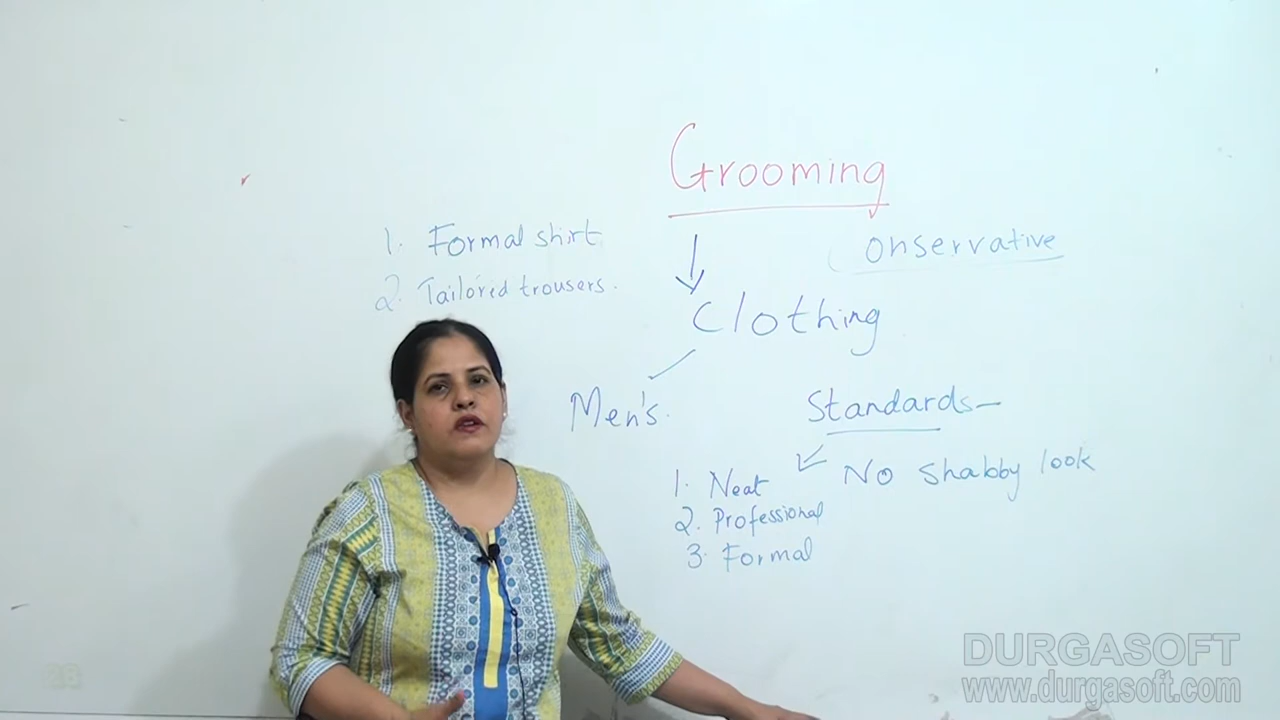 Grooming
1. Formal shirt
2. Tailored trousers.
Conservative
Clothing
Men's.
Standards-
1. Neat
No shabby look
2. Professional
3. Formal
DURGASOFT
www.durgasoft.com